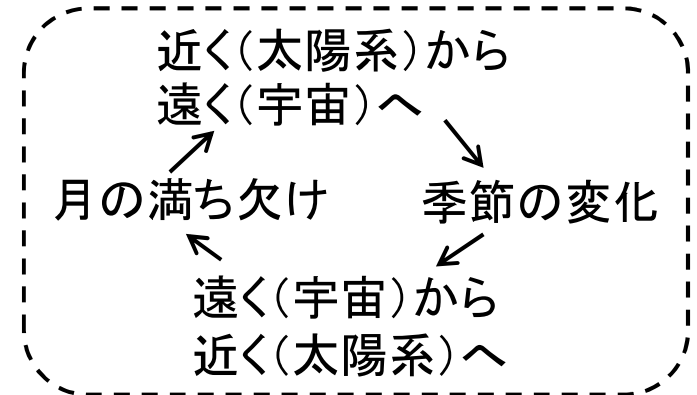 近く(太陽系)から
遠く(宇宙)へ
月の満ち欠け
季節の変化
遠く(宇宙)から
近く(太陽系)へ